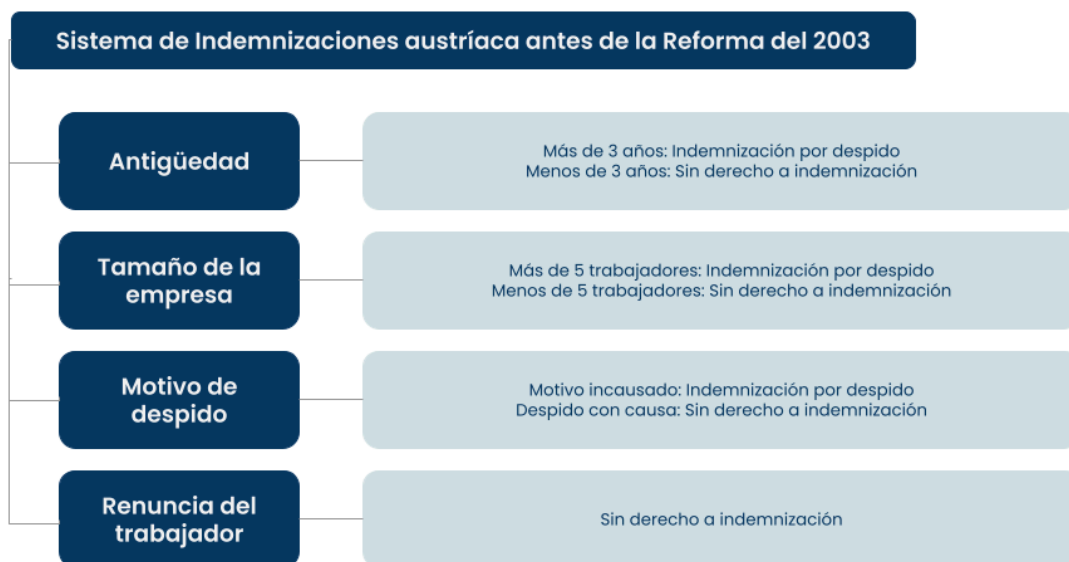 Sistema de Indemnizaciones austríaca antes de la Reforma del 2003
Antigüedad
Más de 3 años: Indemnización por despido
Menos de 3 años: Sin derecho a indemnización
Tamaño de la
empresa
Más de 5 trabajadores: Indemnización por despido
Menos de 5 trabajadores: Sin derecho a indemnización
Motivo de
despido
Motivo incausado: Indemnización por despido
Despido con causa: Sin derecho a indemnización
Renuncia del
trabajador
Sin derecho a indemnización